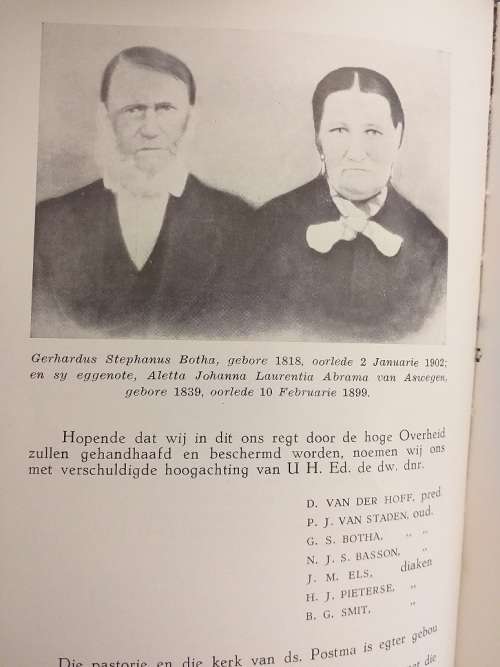 Gerhardus Stephanus Botha, gebore 1818, oorlede 2 Januarie 1902;
en sy eggenote, Aletta Johanna Laurentia Abrama van Aswegen,
gebore 1839, oorlede 10 Februarie 1899.
Hopende dat wij in dit ons regt door de hoge Overheid
zullen gehandhaafd en beschermd worden, noemen wij ons
met verschuldigde hoogachting van U H. Ed. de dw. dnr.
D. VAN DER HOFF, pred.
P. J. VAN STADEN, oud.
G. S. BOTHA, „ „
N. J. S. BASSON, „
J. M. ELS, diaken
H. J. PIETERSE, „
B. G. SMIT, „
Die pastorie en die kerk van ds. Postma is egter gebou
die